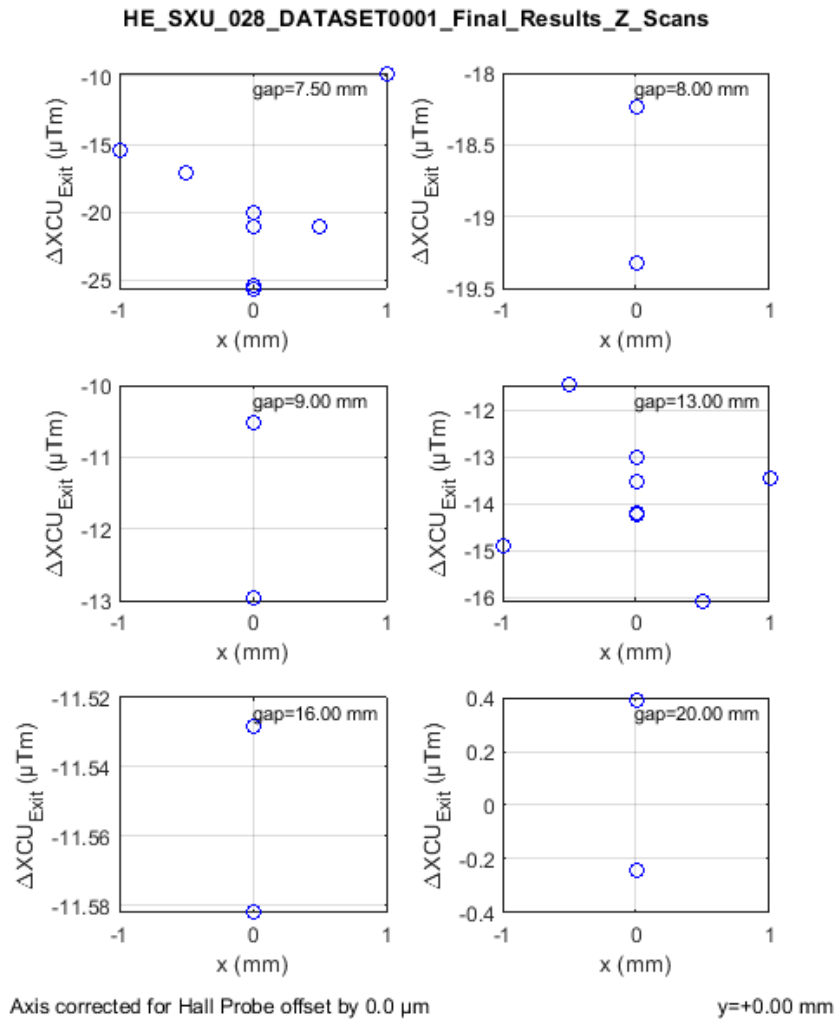 HE_SXU_028_DATASET0001_Final_Results_Z_Scans
gap=7.50 mm
-10
-15
-20
-25
ΔXCU_Exit (µTm)
-1 0 1
x (mm)
gap=8.00 mm
-18
-18.5
-19
-19.5
ΔXCU_Exit (µTm)
-1 0 1
x (mm)
gap=9.00 mm
-10
-11
-12
-13
ΔXCU_Exit (µTm)
-1 0 1
x (mm)
gap=13.00 mm
-12
-13
-14
-15
-16
ΔXCU_Exit (µTm)
-1 0 1
x (mm)
gap=16.00 mm
-11.52
-11.54
-11.56
-11.58
ΔXCU_Exit (µTm)
-1 0 1
x (mm)
gap=20.00 mm
0.4
0.2
0
-0.2
-0.4
ΔXCU_Exit (µTm)
-1 0 1
x (mm)
Axis corrected for Hall Probe offset by 0.0 µm
y=+0.00 mm